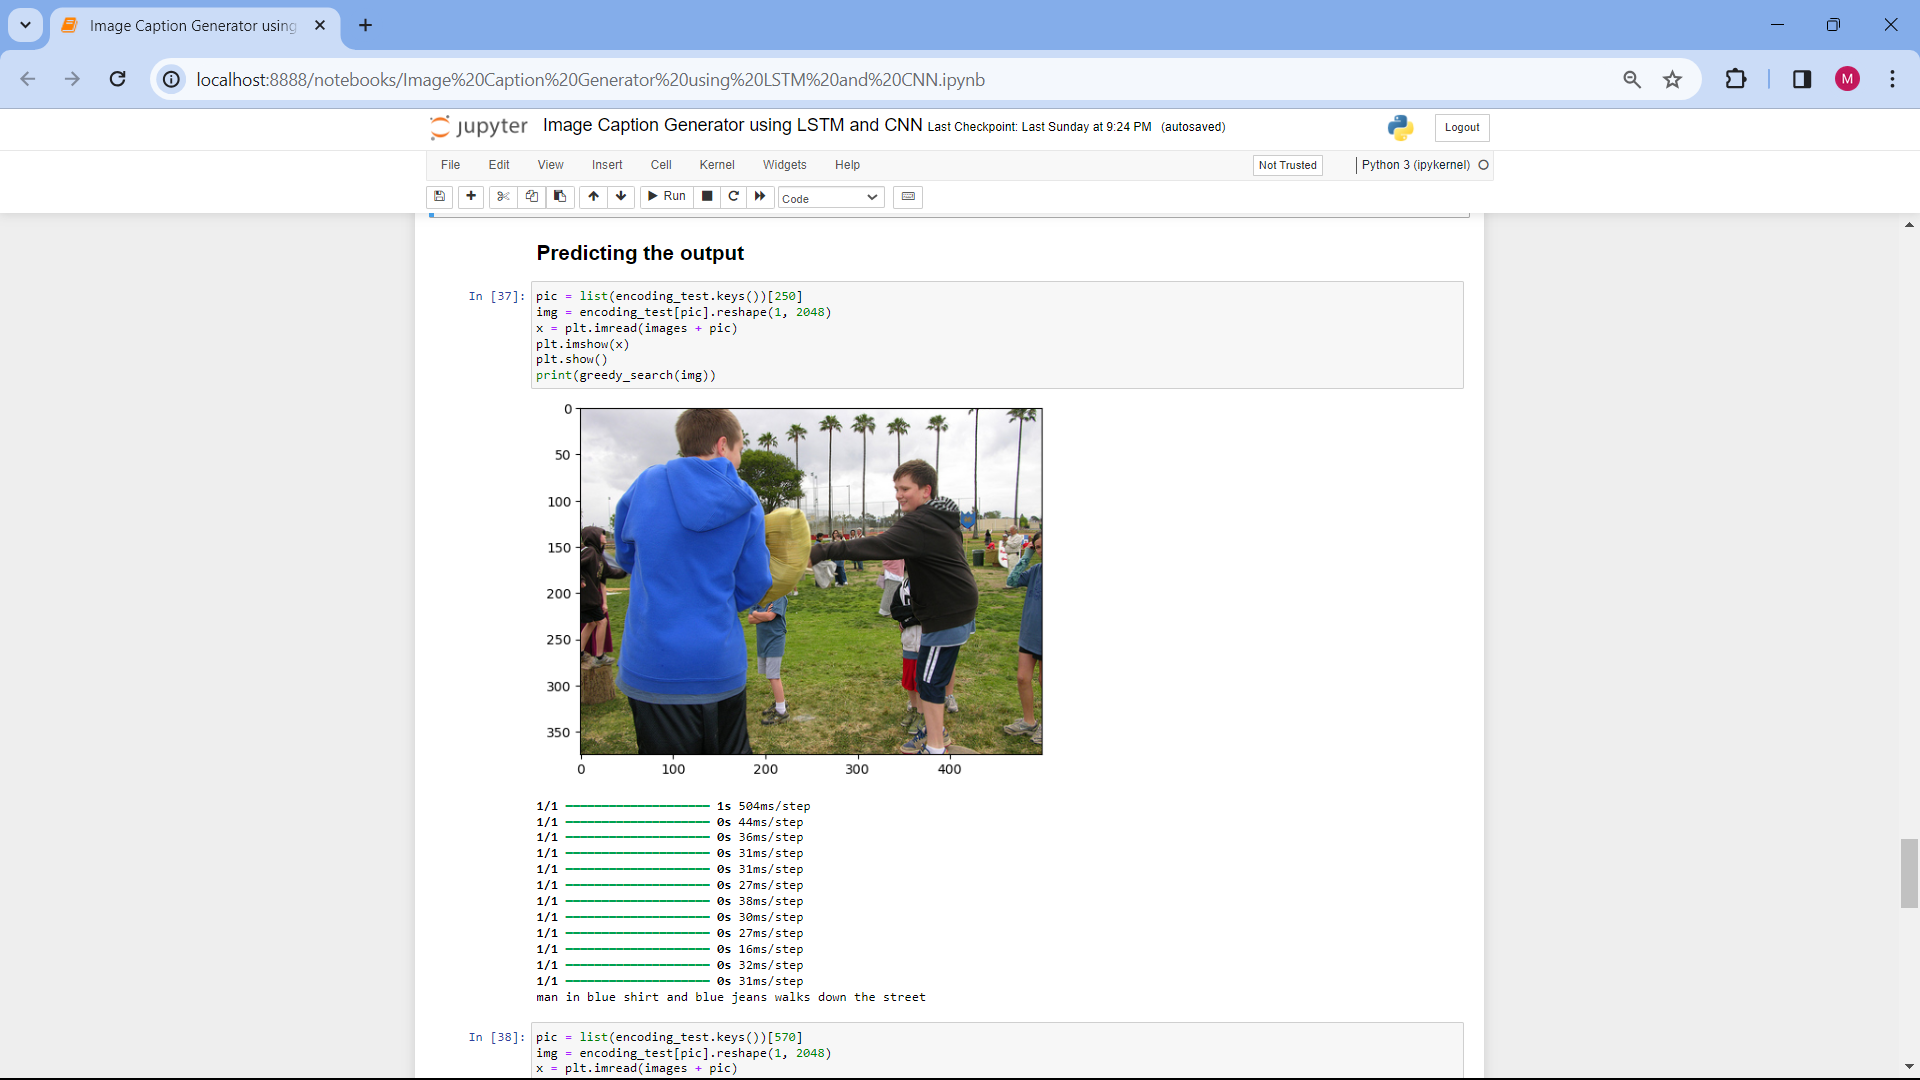 Image Caption Generator using
localhost:8888/notebooks/Image%20Caption%20Generator%20using%20LSTM%20and%20CNN.ipynb
M
jupyter Image Caption Generator using LSTM and CNN Last Checkpoint: Last Sunday at 9:24 PM (autosaved)
Logout
File Edit View Insert Cell Kernel Widgets Help
Not Trusted
Python 3 (ipykernel)
Run
Code
Predicting the output
In [37]: pic = list(encoding_test.keys())[250]
img = encoding_test[pic].reshape(1, 2048)
x = plt.imread(images + pic)
plt.imshow(x)
plt.show()
print(greedy_search(img))
0
50
100
150
200
250
300
350
0 100 200 300 400
1/1 1s 504ms/step
1/1 0s 44ms/step
1/1 0s 36ms/step
1/1 0s 31ms/step
1/1 0s 31ms/step
1/1 0s 27ms/step
1/1 0s 38ms/step
1/1 0s 30ms/step
1/1 0s 27ms/step
1/1 0s 16ms/step
1/1 0s 32ms/step
1/1 0s 31ms/step
man in blue shirt and blue jeans walks down the street
In [38]: pic = list(encoding_test.keys())[570]
img = encoding_test[pic].reshape(1, 2048)
x = plt.imread(images + pic)